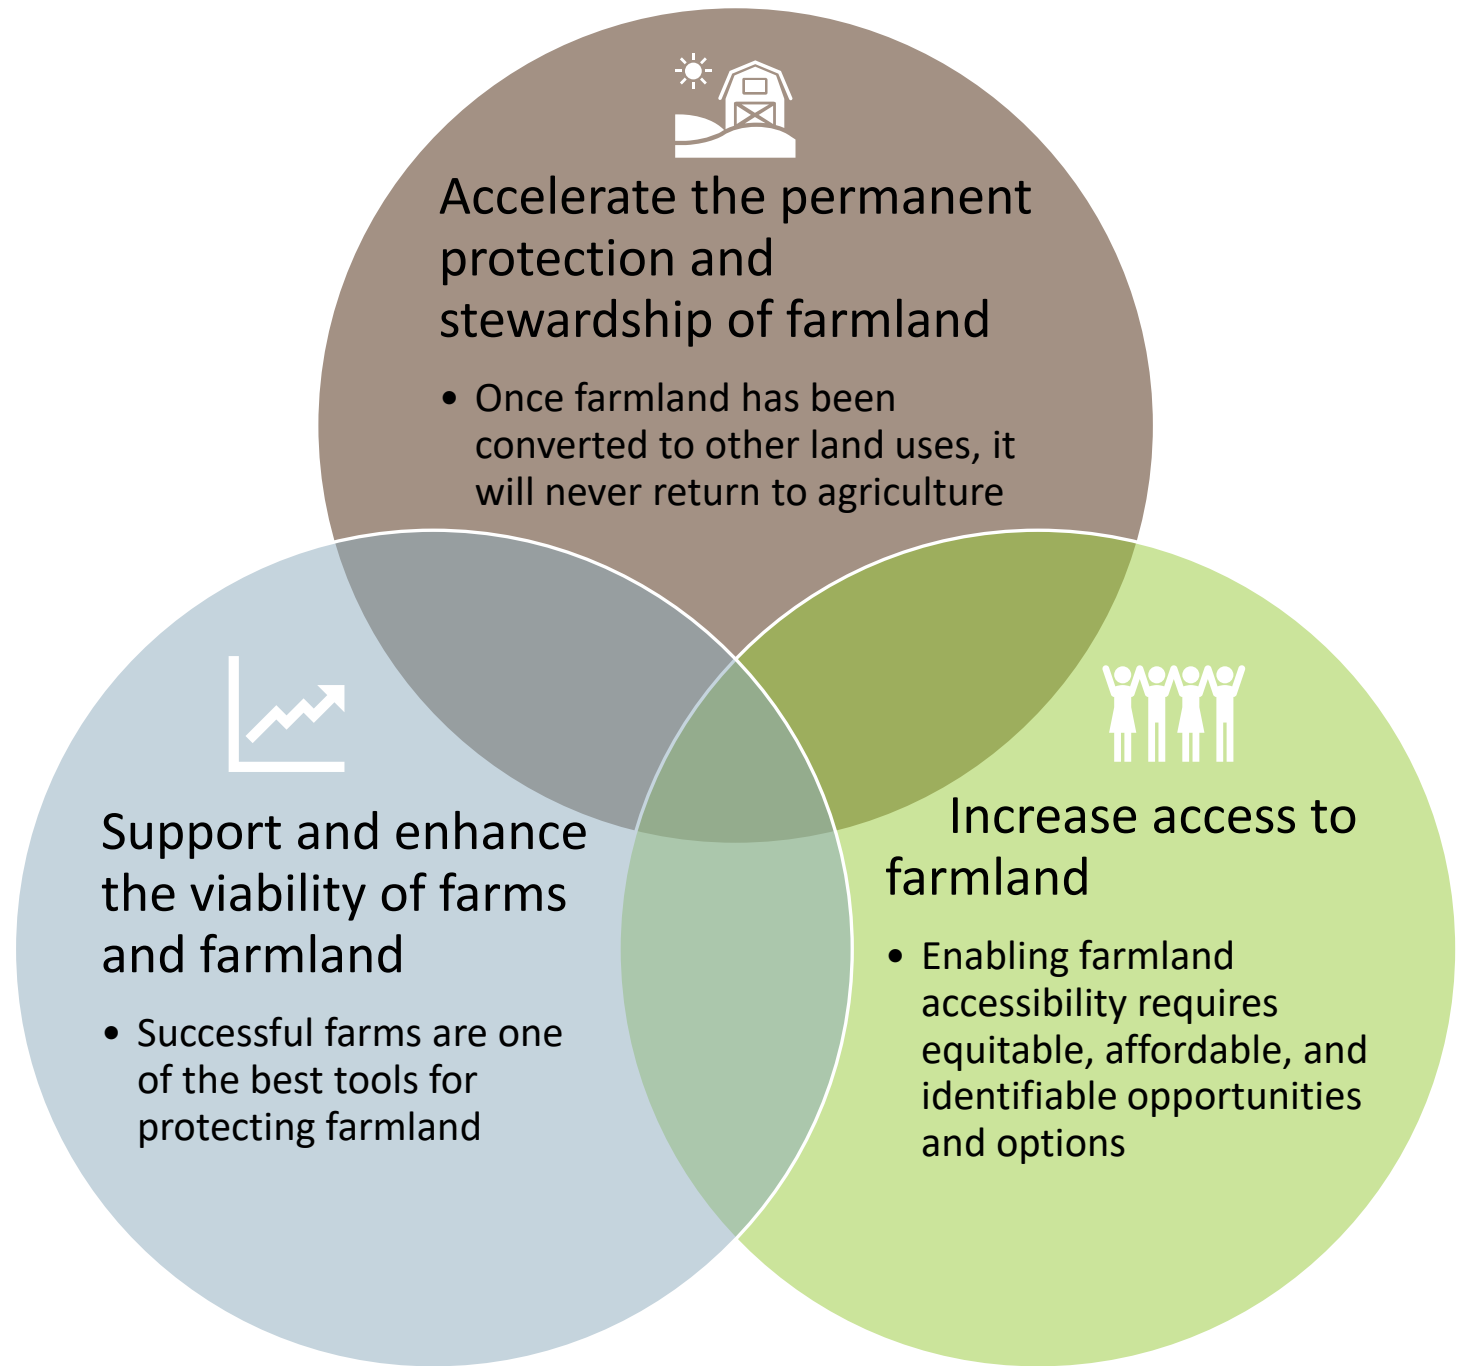 Accelerate the permanent
protection and
stewardship of farmland
• Once farmland has been
converted to other land uses, it
will never return to agriculture
Support and enhance
the viability of farms
and farmland
• Successful farms are one
of the best tools for
protecting farmland
Increase access to
farmland
• Enabling farmland
accessibility requires
equitable, affordable, and
identifiable opportunities
and options